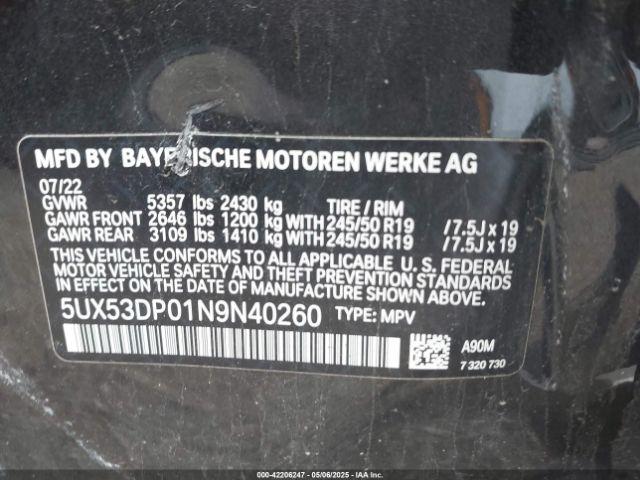 MFD BY BAYERISCHE MOTOREN WERKE AG
07/22
GVWR 5357 lbs 2430 kg TIRE / RIM
GAWR FRONT 2646 lbs 1200 kg WITH 245/50 R19 /7.5J x 19
GAWR REAR 3109 lbs 1410 kg WITH 245/50 R19 /7.5J x 19
THIS VEHICLE CONFORMS TO ALL APPLICABLE U. S. FEDERAL
MOTOR VEHICLE SAFETY AND THEFT PREVENTION STANDARDS
IN EFFECT ON THE DATE OF MANUFACTURE SHOWN ABOVE.
5UX53DP01N9N40260 TYPE: MPV
A90M
7 320 730
000-42206247 - 05/06/2025 - IAA Inc.